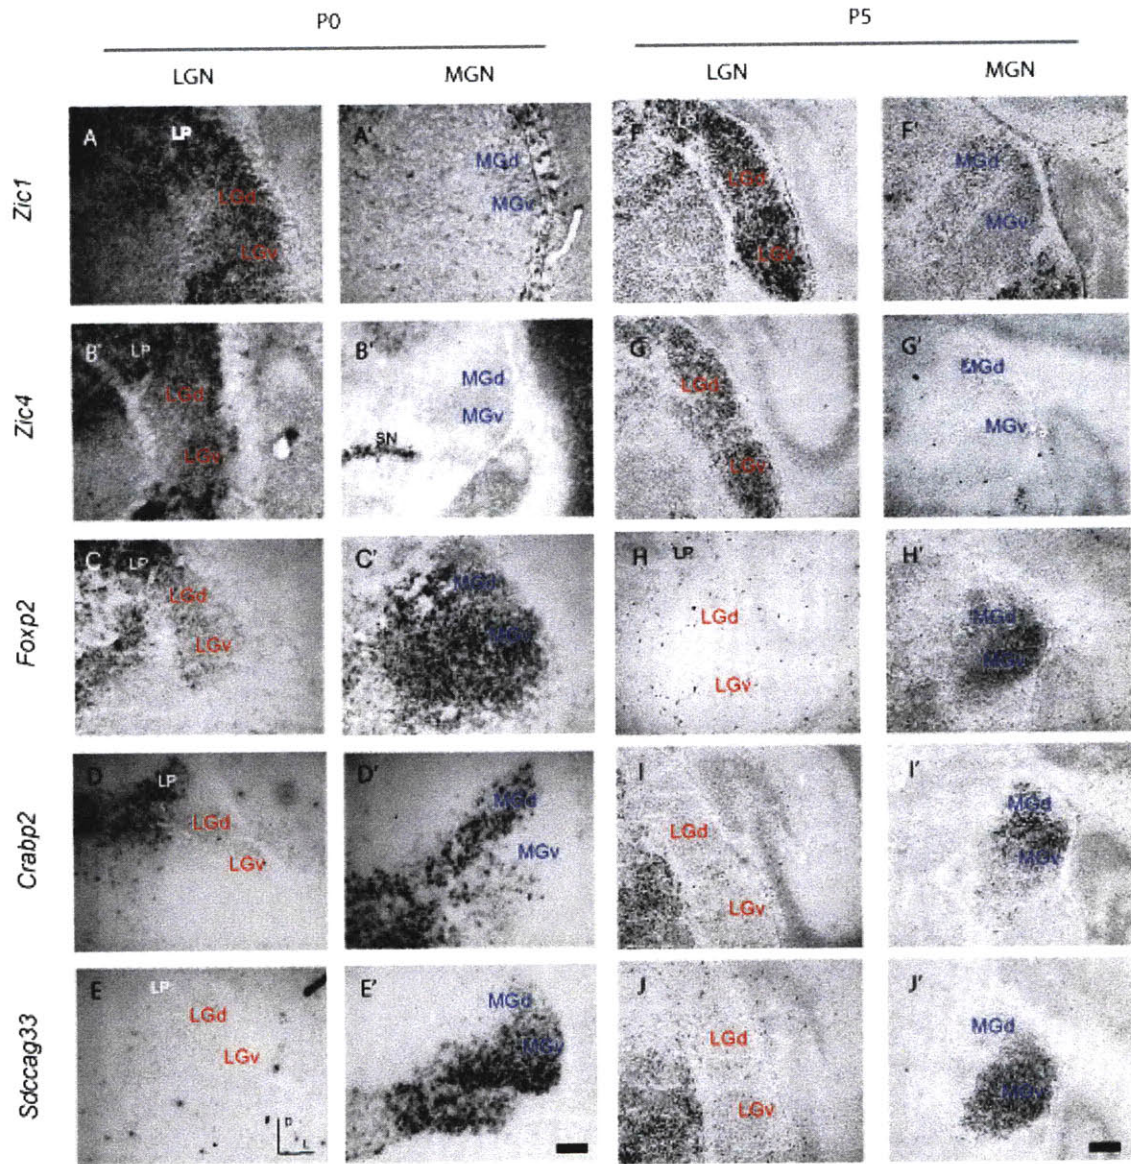 P0 P5
LGN MGN LGN MGN
Zic1
A LP LGd LGv
A' MGd MGv
F LP LGd LGv
F' MGd MGv
Zic4
B' LP LGd LGv
B' MGd MGv SN
G LGd LGv
G' MGd MGv
Foxp2
C LP LGd LGv
C' MGd MGv
H LP LGd LGv
H' MGd MGv
Crabp2
D LP LGd LGv
D' MGd MGv
I LGd LGv
I' MGd MGv
Sdccag33
E LP LGd LGv D L
E' MGd MGv
J LGd LGv
J' MGd MGv